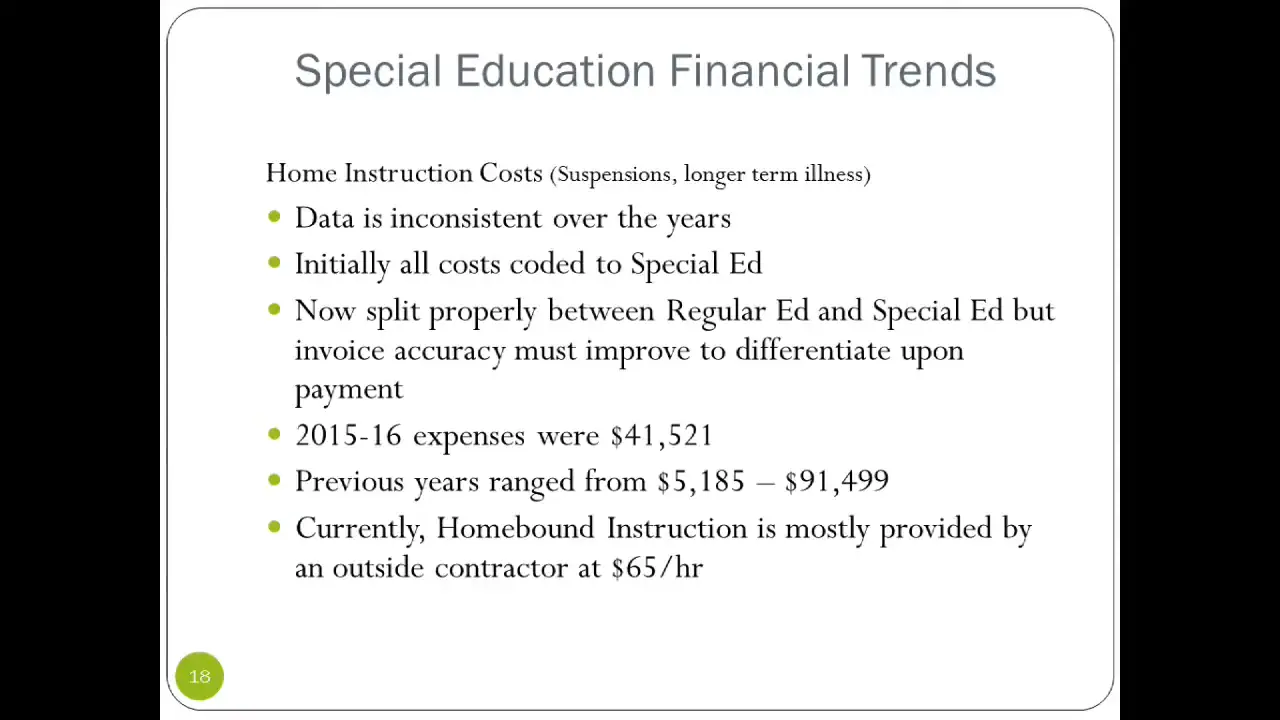 Special Education Financial Trends
Home Instruction Costs (Suspensions, longer term illness)
• Data is inconsistent over the years
• Initially all costs coded to Special Ed
• Now split properly between Regular Ed and Special Ed but
invoice accuracy must improve to differentiate upon
payment
• 2015-16 expenses were $41,521
• Previous years ranged from $5,185 – $91,499
• Currently, Homebound Instruction is mostly provided by
an outside contractor at $65/hr
18